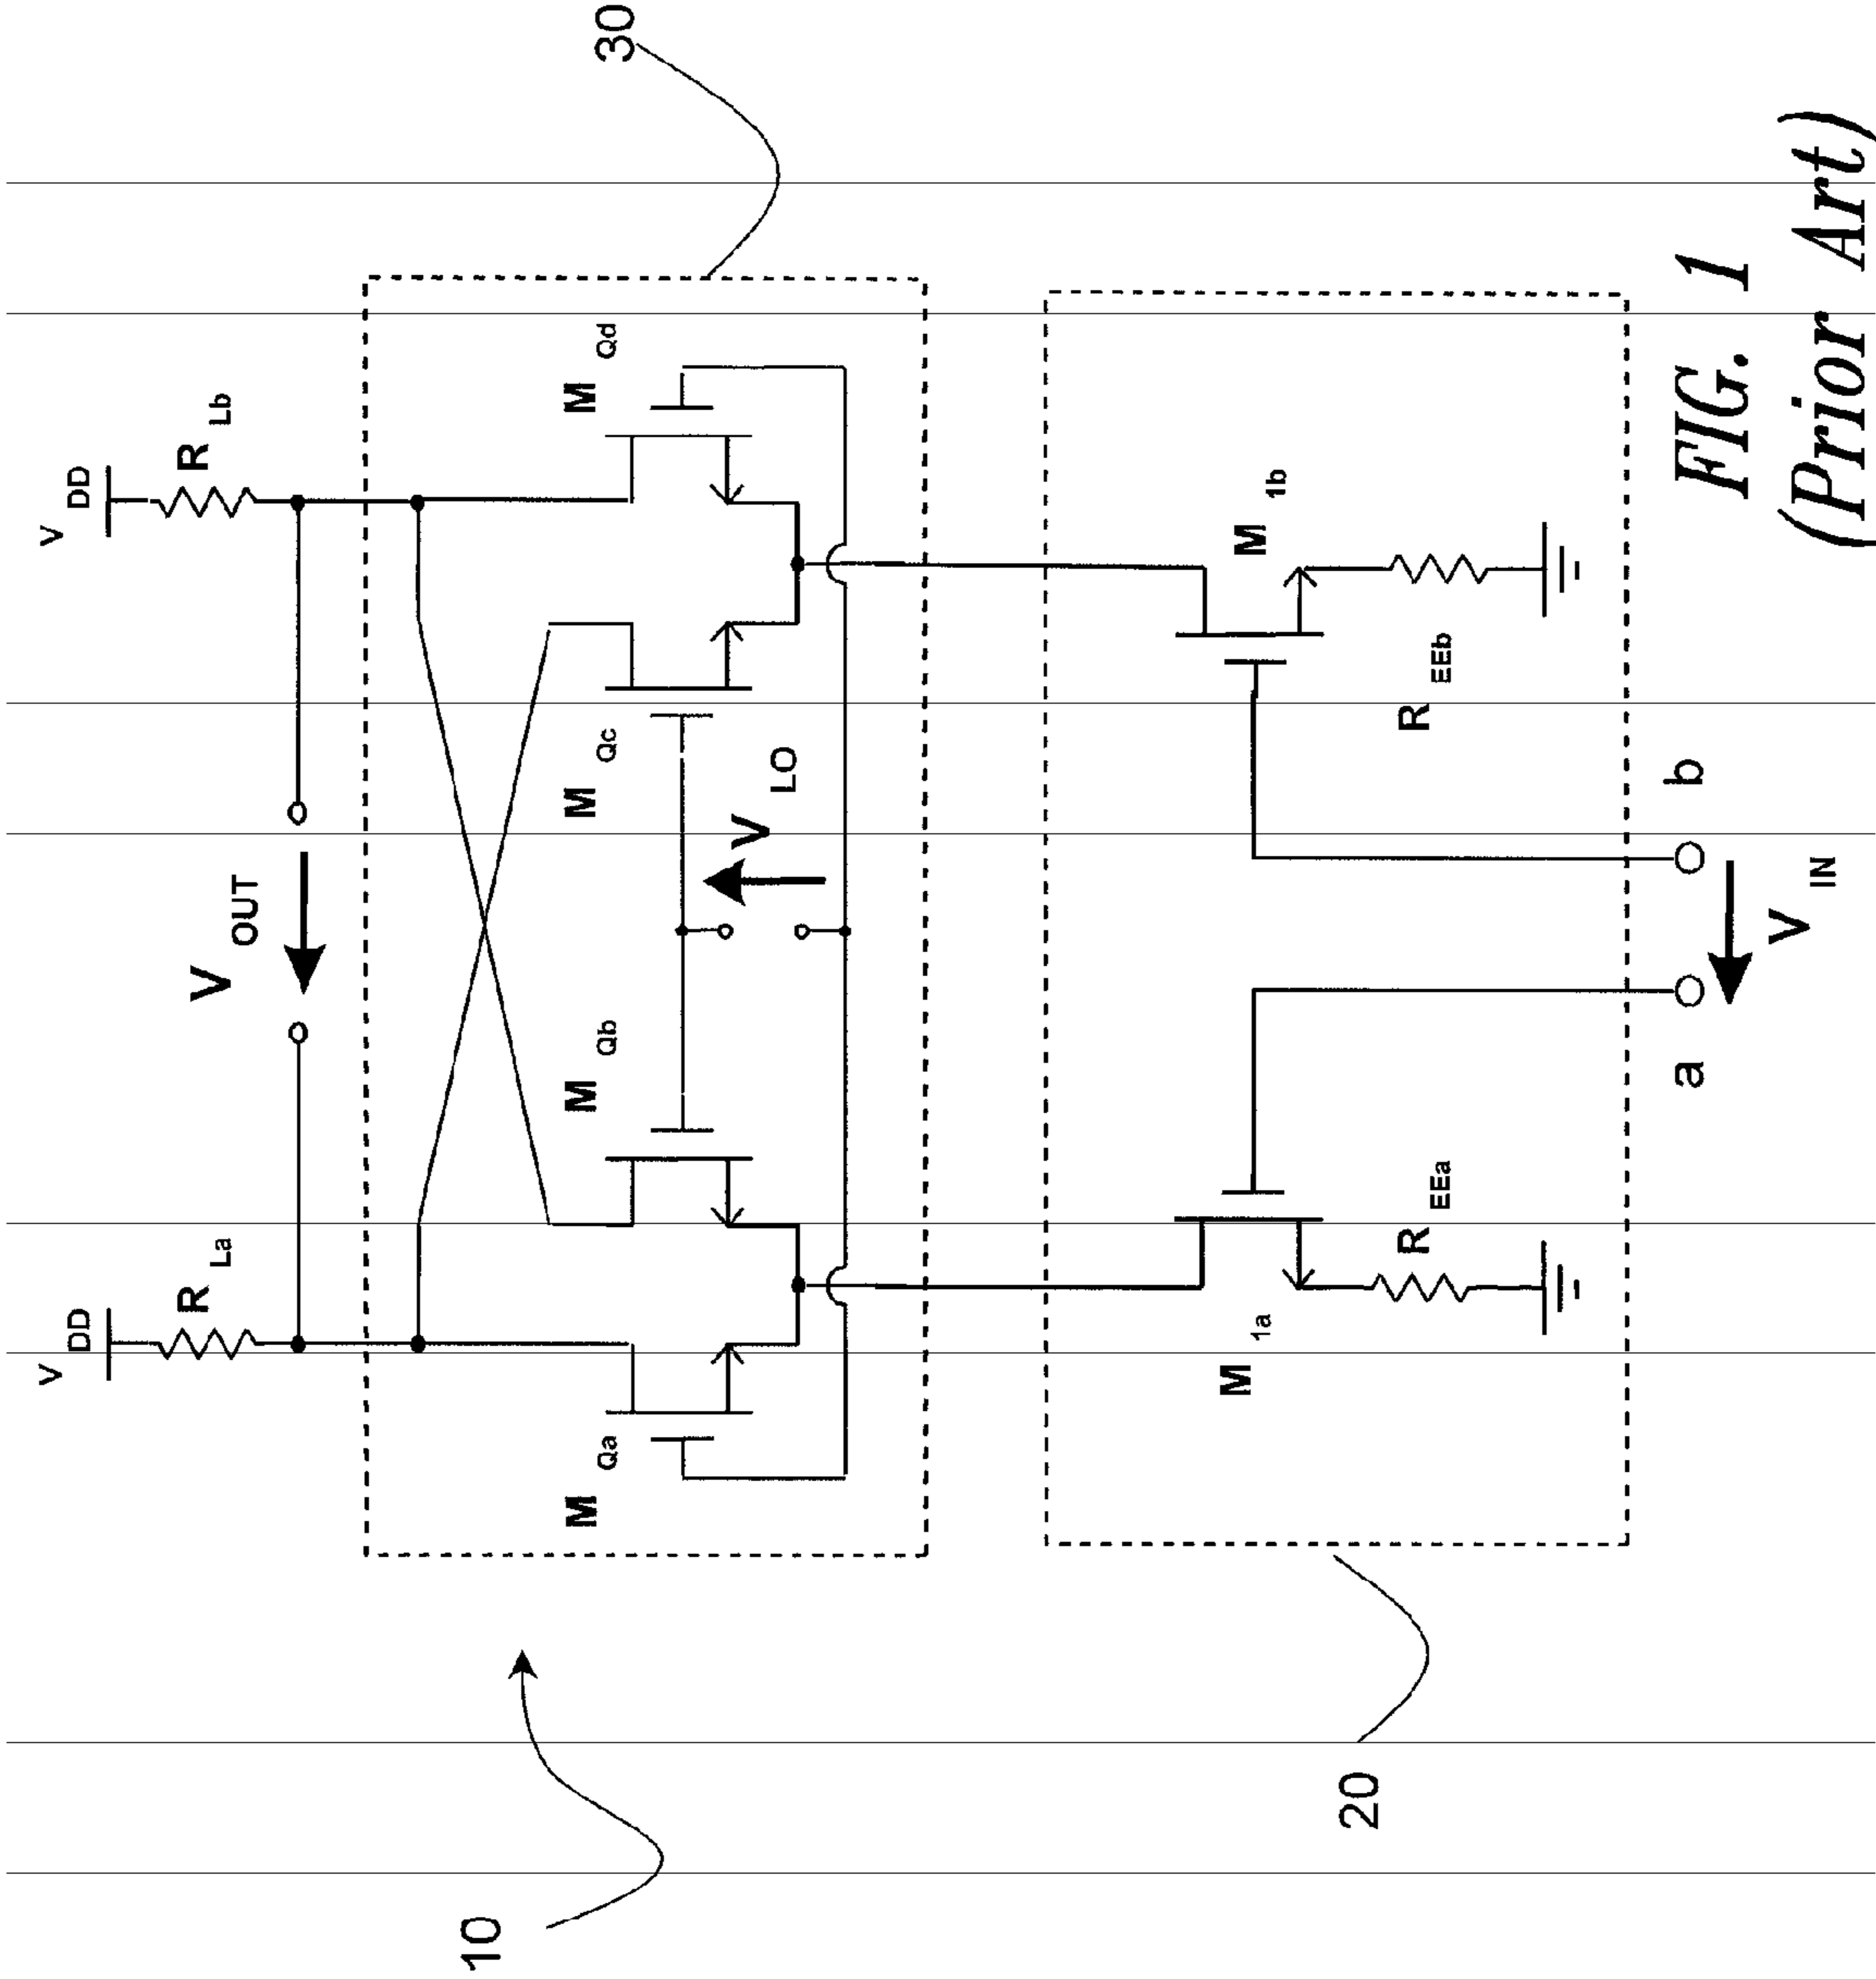 V DD
V DD
R La
R Lb
V OUT
30
10
M Qa
M Qb
M Qc
M Qd
V LO
M 1a
M 1b
R EEa
R EEb
20
a
b
V IN
FIG. 1
(Prior Art)